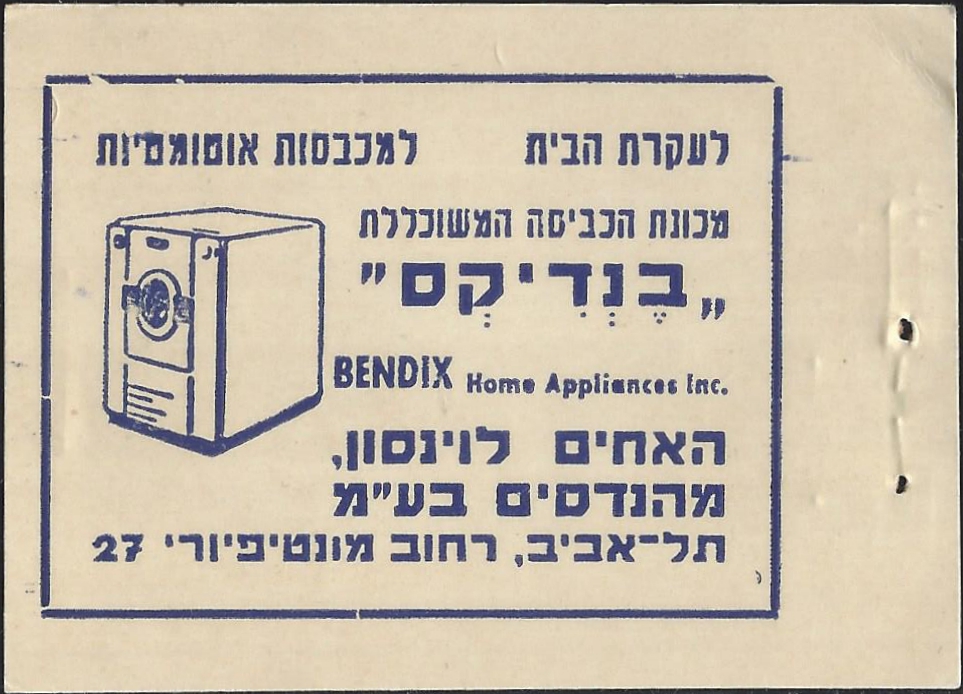 לעקרת הבית למכבסות אוטומטיות
מכונת הכביסה המשוכללת
„בֶּנְדִיקְס"
BENDIX Home Appliances Inc.
האחים לוינסון,
מהנדסים בע"מ
תל־אביב, רחוב מונטיפיורי 27